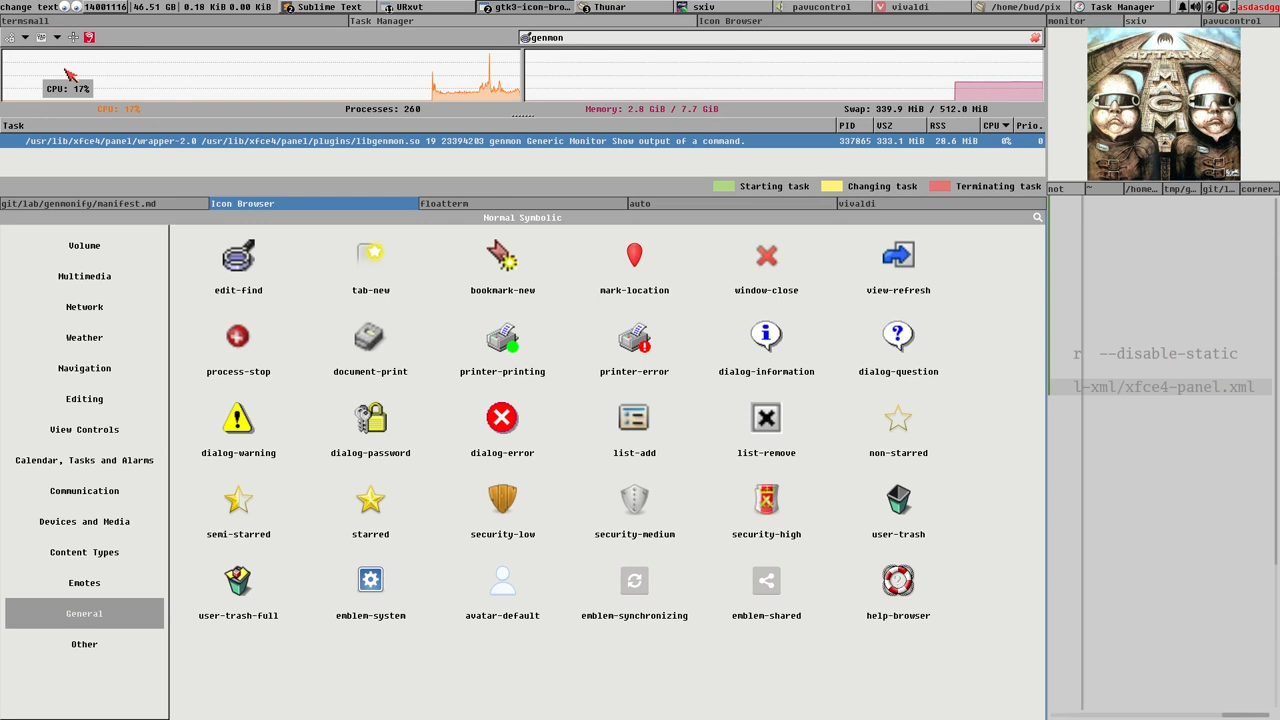 change text 14001116 46.51 GB 0.18 KiB 0.00 KiB Sublime Text URxvt gtk3-icon-bro... Thunar sxiv pavucontrol vivaldi /home/bud/pix Task Manager asdasdgg
termsmall Task Manager Icon Browser monitor sxiv pavucontrol
genmon
CPU: 17%
CPU: 17% Processes: 260 Memory: 2.8 GiB / 7.7 GiB Swap: 339.9 MiB / 512.0 MiB
Task PID VSZ RSS CPU Prio.
/usr/lib/xfce4/panel/wrapper-2.0 /usr/lib/xfce4/panel/plugins/libgenmon.so 19 23394203 genmon Generic Monitor Show output of a command. 337865 333.1 MiB 28.6 MiB 0% 0
Starting task Changing task Terminating task
not ~ /home... tmp/g... git/l... corner...
git/lab/genmonify/manifest.md Icon Browser floatterm auto vivaldi
Normal Symbolic
Volume
Multimedia
Network
Weather
Navigation
Editing
View Controls
Calendar, Tasks and Alarms
Communication
Devices and Media
Content Types
Emotes
General
Other
edit-find tab-new bookmark-new mark-location window-close view-refresh
process-stop document-print printer-printing printer-error dialog-information dialog-question
dialog-warning dialog-password dialog-error list-add list-remove non-starred
semi-starred starred security-low security-medium security-high user-trash
user-trash-full emblem-system avatar-default emblem-synchronizing emblem-shared help-browser
r --disable-static
l-xml/xfce4-panel.xml